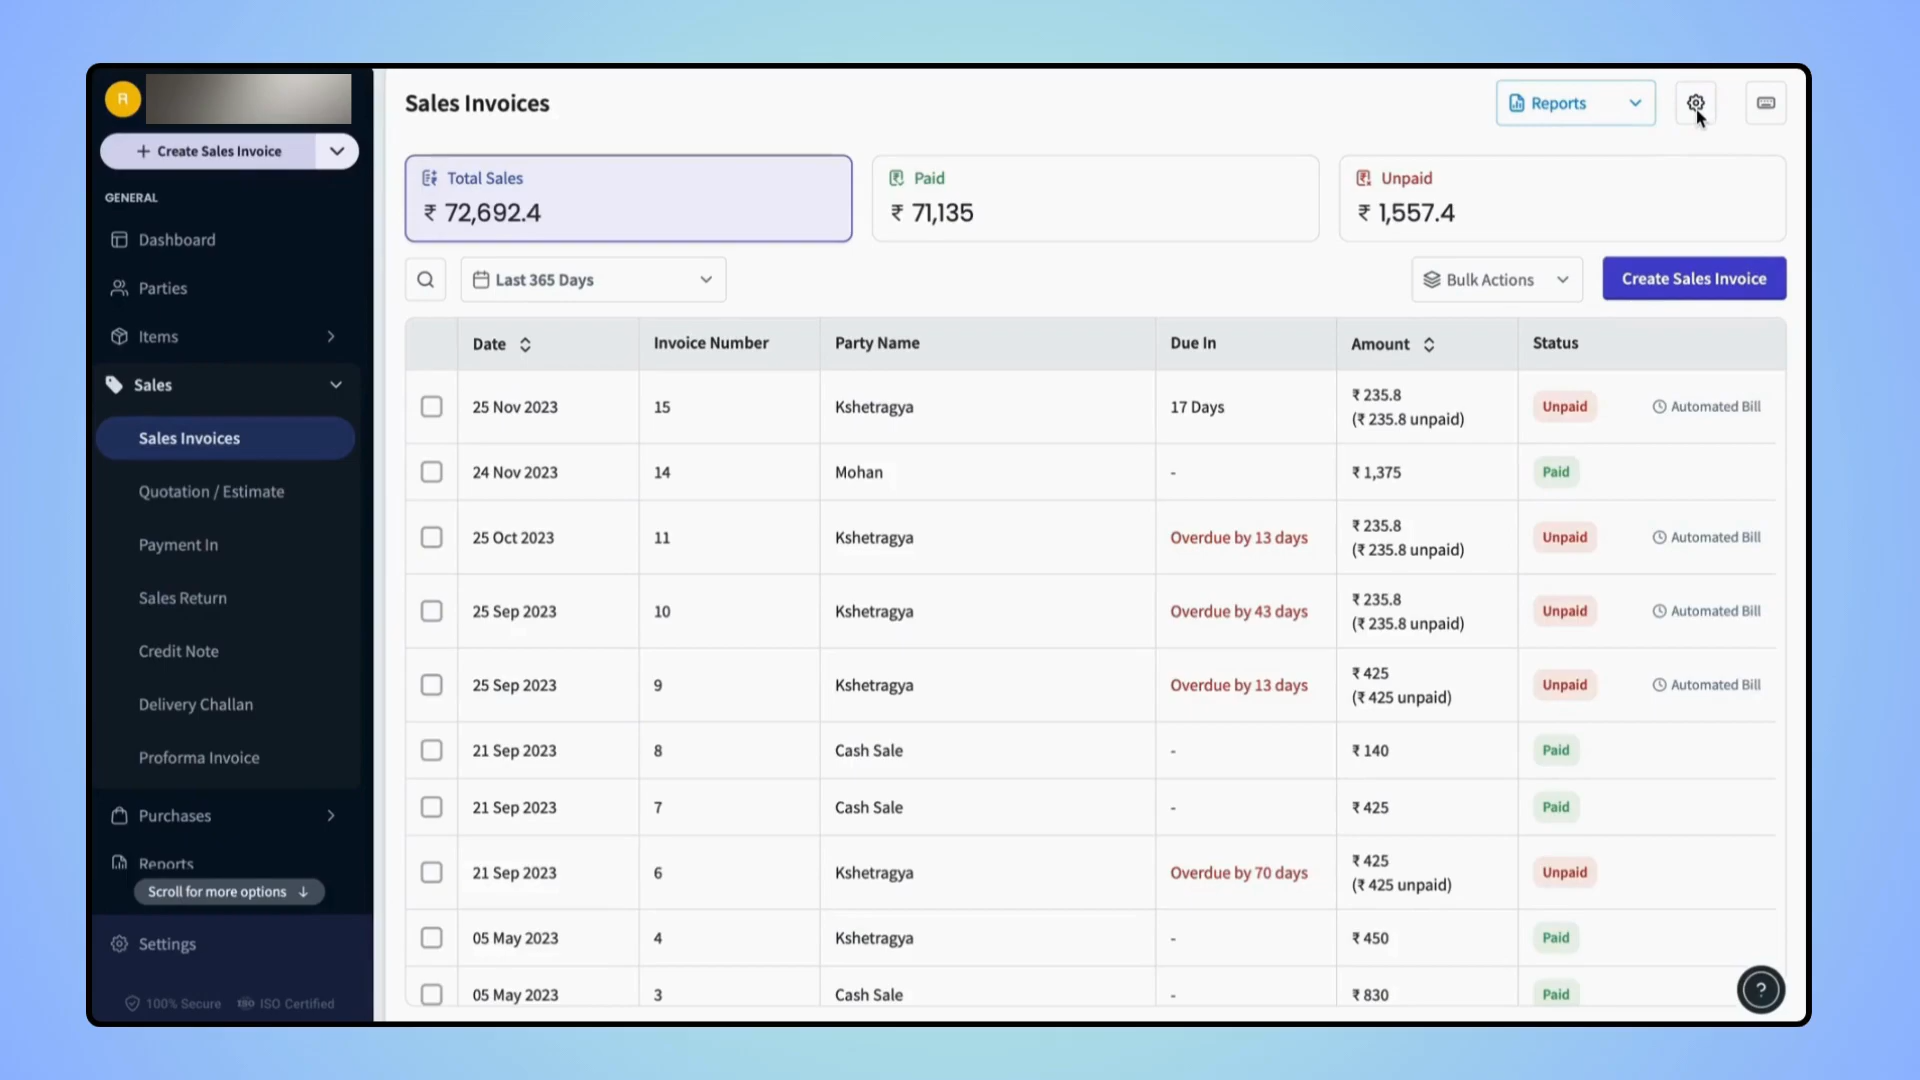 R
+ Create Sales Invoice
GENERAL
Dashboard
Parties
Items
Sales
Sales Invoices
Quotation / Estimate
Payment In
Sales Return
Credit Note
Delivery Challan
Proforma Invoice
Purchases
Reports
Scroll for more options ↓
Settings
100% Secure ISO ISO Certified
Sales Invoices
Reports
Total Sales
₹ 72,692.4
Paid
₹ 71,135
Unpaid
₹ 1,557.4
Last 365 Days
Bulk Actions
Create Sales Invoice
Date Invoice Number Party Name Due In Amount Status
25 Nov 2023 15 Kshetragya 17 Days ₹ 235.8 Unpaid Automated Bill
(₹ 235.8 unpaid)
24 Nov 2023 14 Mohan - ₹ 1,375 Paid
25 Oct 2023 11 Kshetragya Overdue by 13 days ₹ 235.8 Unpaid Automated Bill
(₹ 235.8 unpaid)
25 Sep 2023 10 Kshetragya Overdue by 43 days ₹ 235.8 Unpaid Automated Bill
(₹ 235.8 unpaid)
25 Sep 2023 9 Kshetragya Overdue by 13 days ₹ 425 Unpaid Automated Bill
(₹ 425 unpaid)
21 Sep 2023 8 Cash Sale - ₹ 140 Paid
21 Sep 2023 7 Cash Sale - ₹ 425 Paid
21 Sep 2023 6 Kshetragya Overdue by 70 days ₹ 425 Unpaid
(₹ 425 unpaid)
05 May 2023 4 Kshetragya - ₹ 450 Paid
05 May 2023 3 Cash Sale - ₹ 830 Paid
?